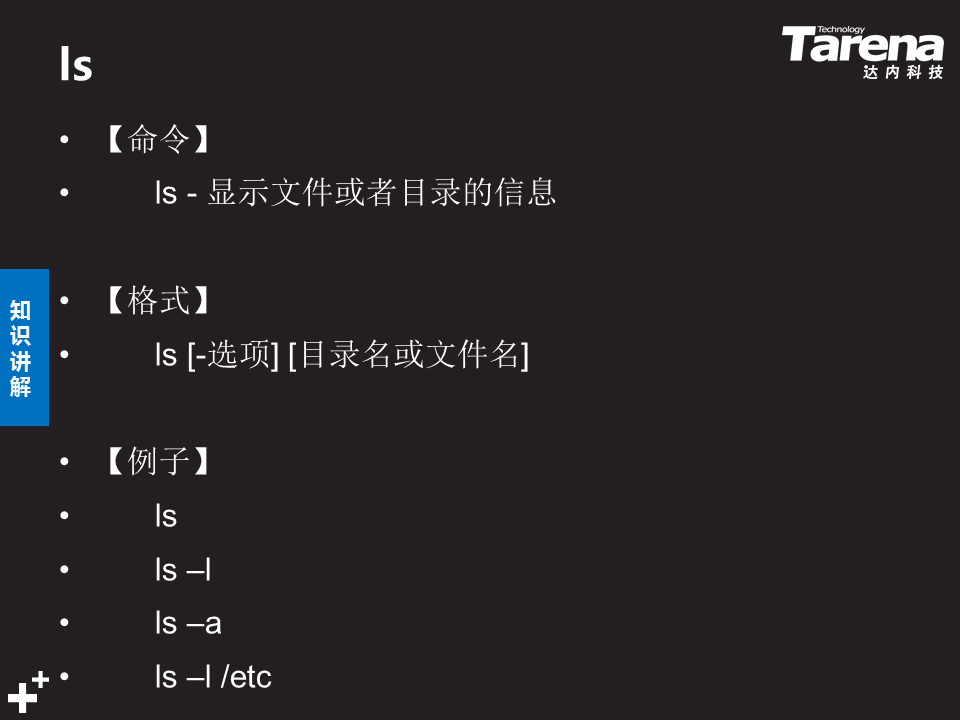 ls
Technology
Tarena
达内科技
• 【命令】
• ls - 显示文件或者目录的信息
• 【格式】
• ls [-选项] [目录名或文件名]
知识讲解
• 【例子】
• ls
• ls –l
• ls –a
• ls –l /etc